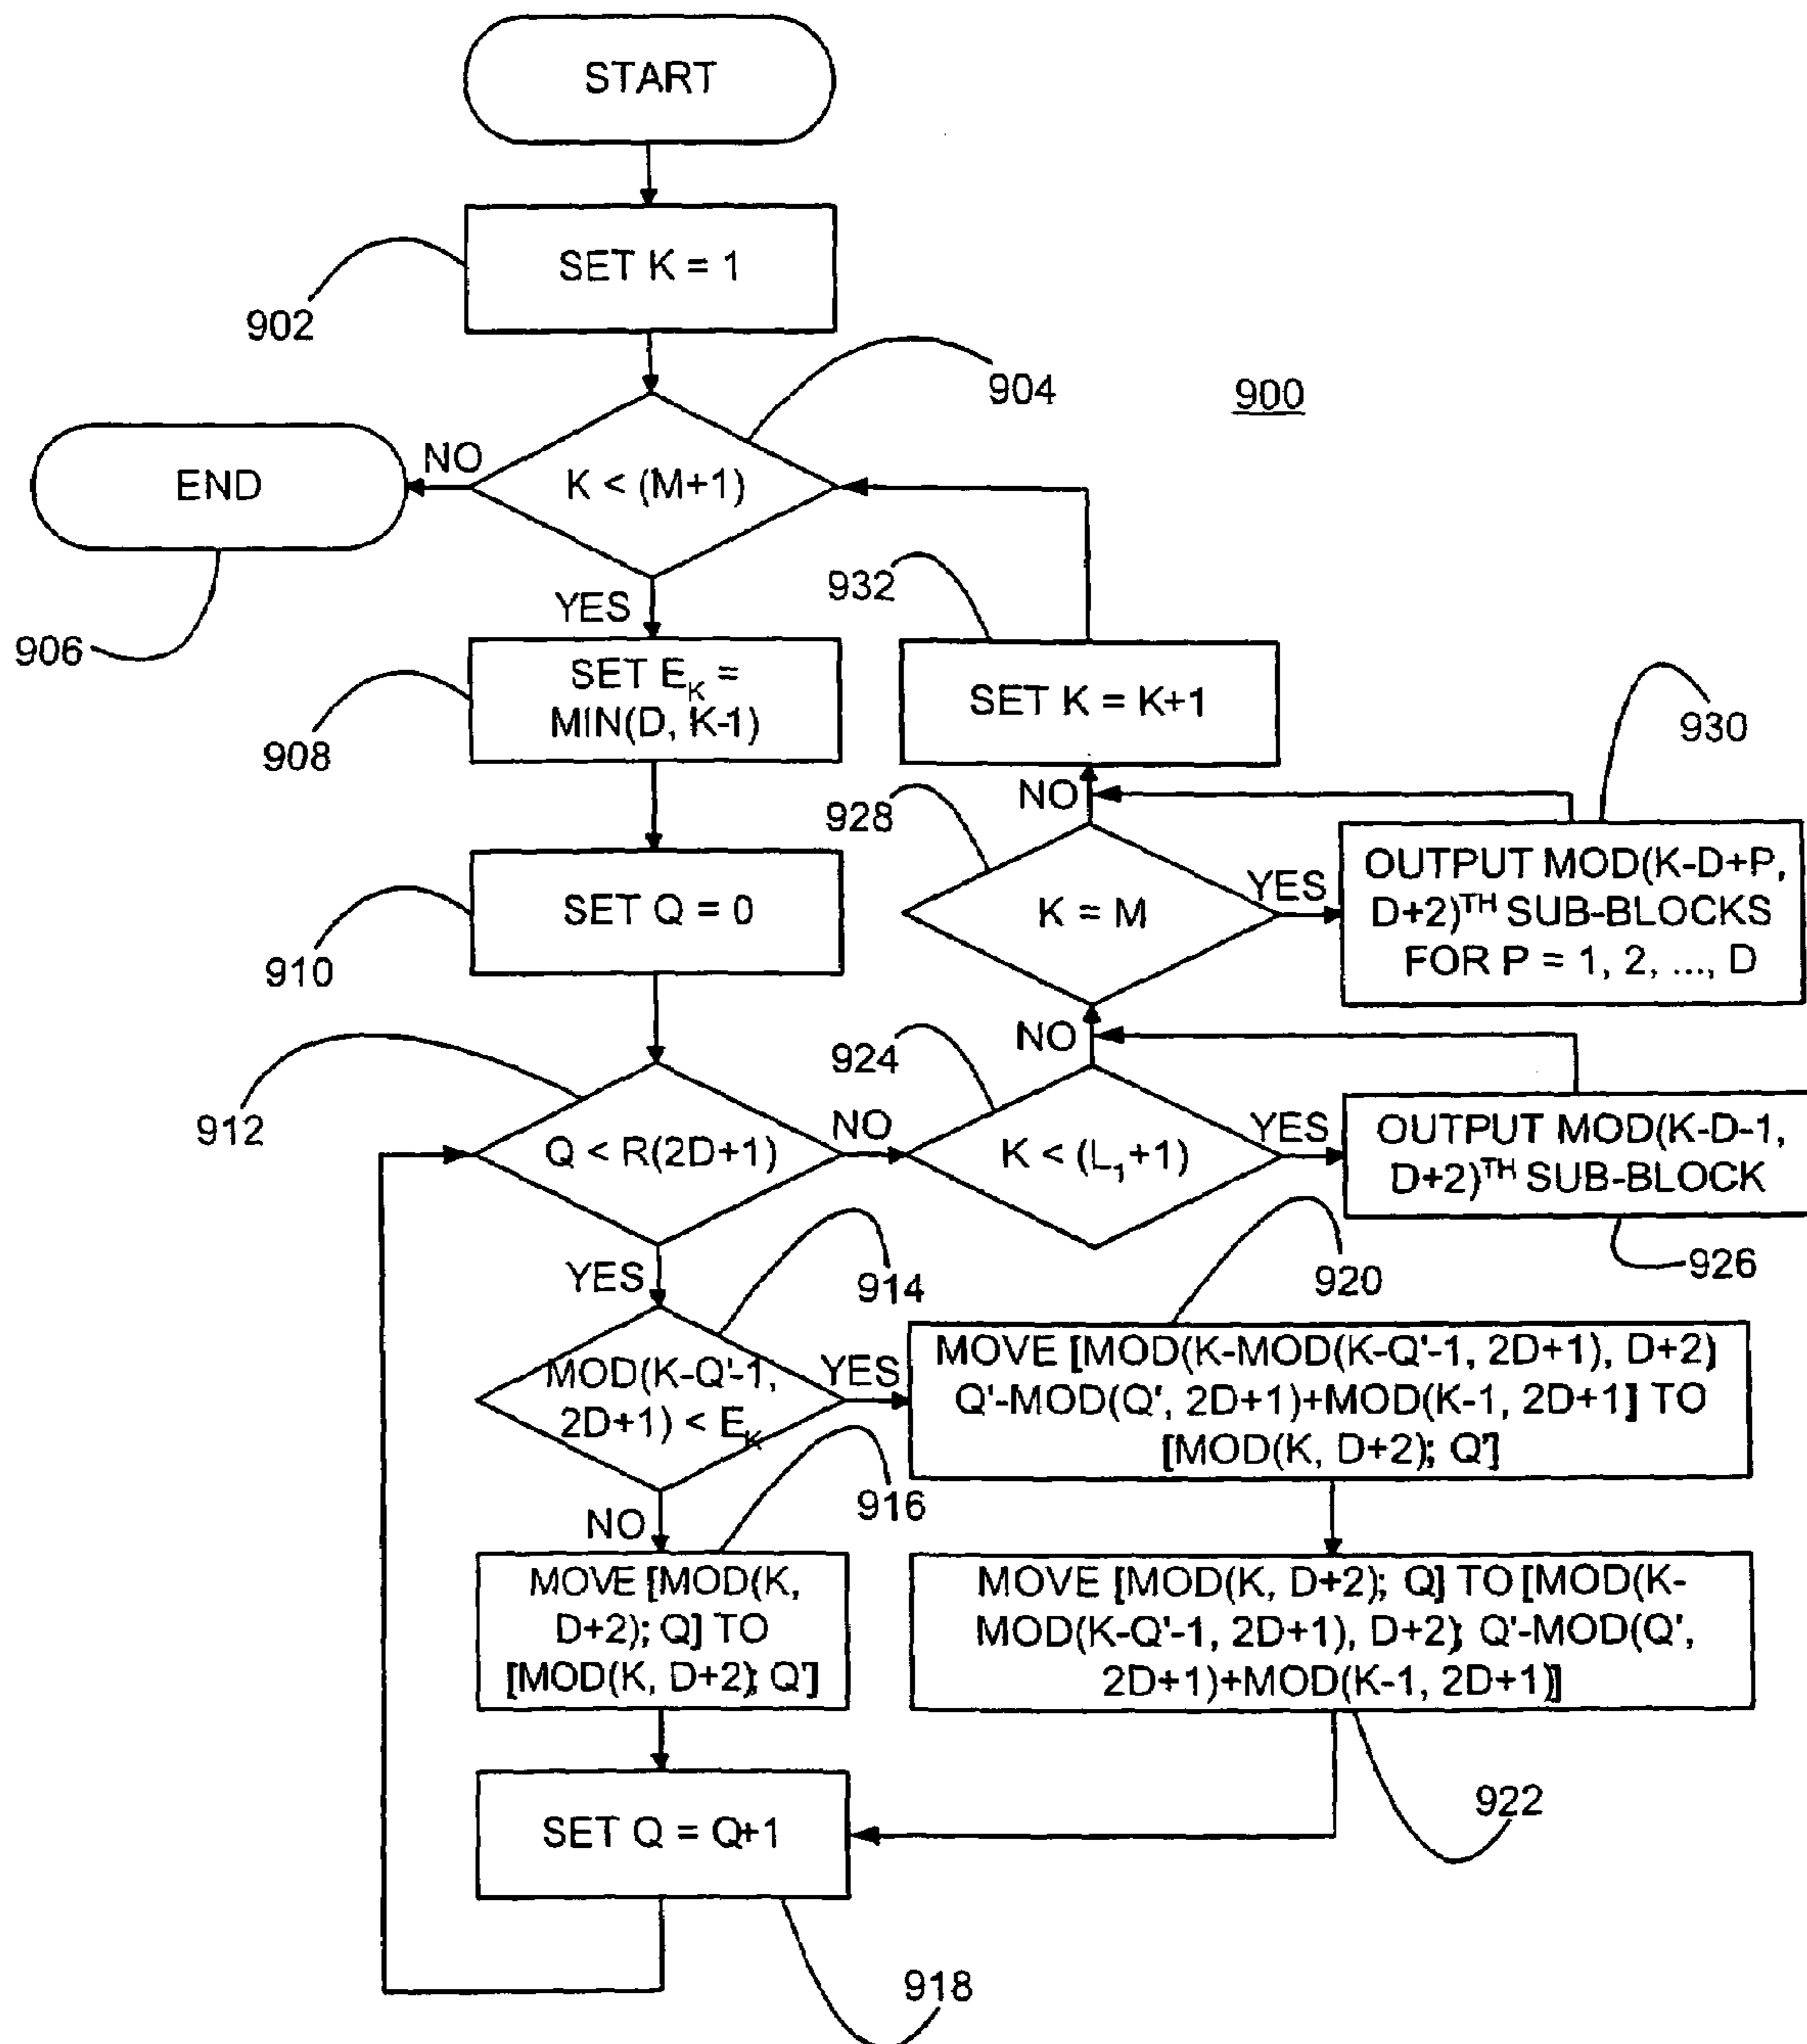 START
SET K = 1
902
904
900
K < (M+1)
NO
END
906
YES
932
SET E_K =
MIN(D, K-1)
908
SET K = K+1
930
NO
928
SET Q = 0
910
K = M
YES
OUTPUT MOD(K-D+P,
D+2)^TH SUB-BLOCKS
FOR P = 1, 2, ..., D
NO
924
912
Q < R(2D+1)
NO
K < (L_1+1)
YES
OUTPUT MOD(K-D-1,
D+2)^TH SUB-BLOCK
926
YES
914
920
MOD(K-Q'-1,
2D+1) < E_K
YES
MOVE [MOD(K-MOD(K-Q'-1, 2D+1), D+2)
Q'-MOD(Q', 2D+1)+MOD(K-1, 2D+1] TO
[MOD(K, D+2); Q']
916
NO
MOVE [MOD(K,
D+2); Q] TO
[MOD(K, D+2); Q']
MOVE [MOD(K, D+2); Q] TO [MOD(K-
MOD(K-Q'-1, 2D+1), D+2); Q'-MOD(Q',
2D+1)+MOD(K-1, 2D+1)]
922
SET Q = Q+1
918